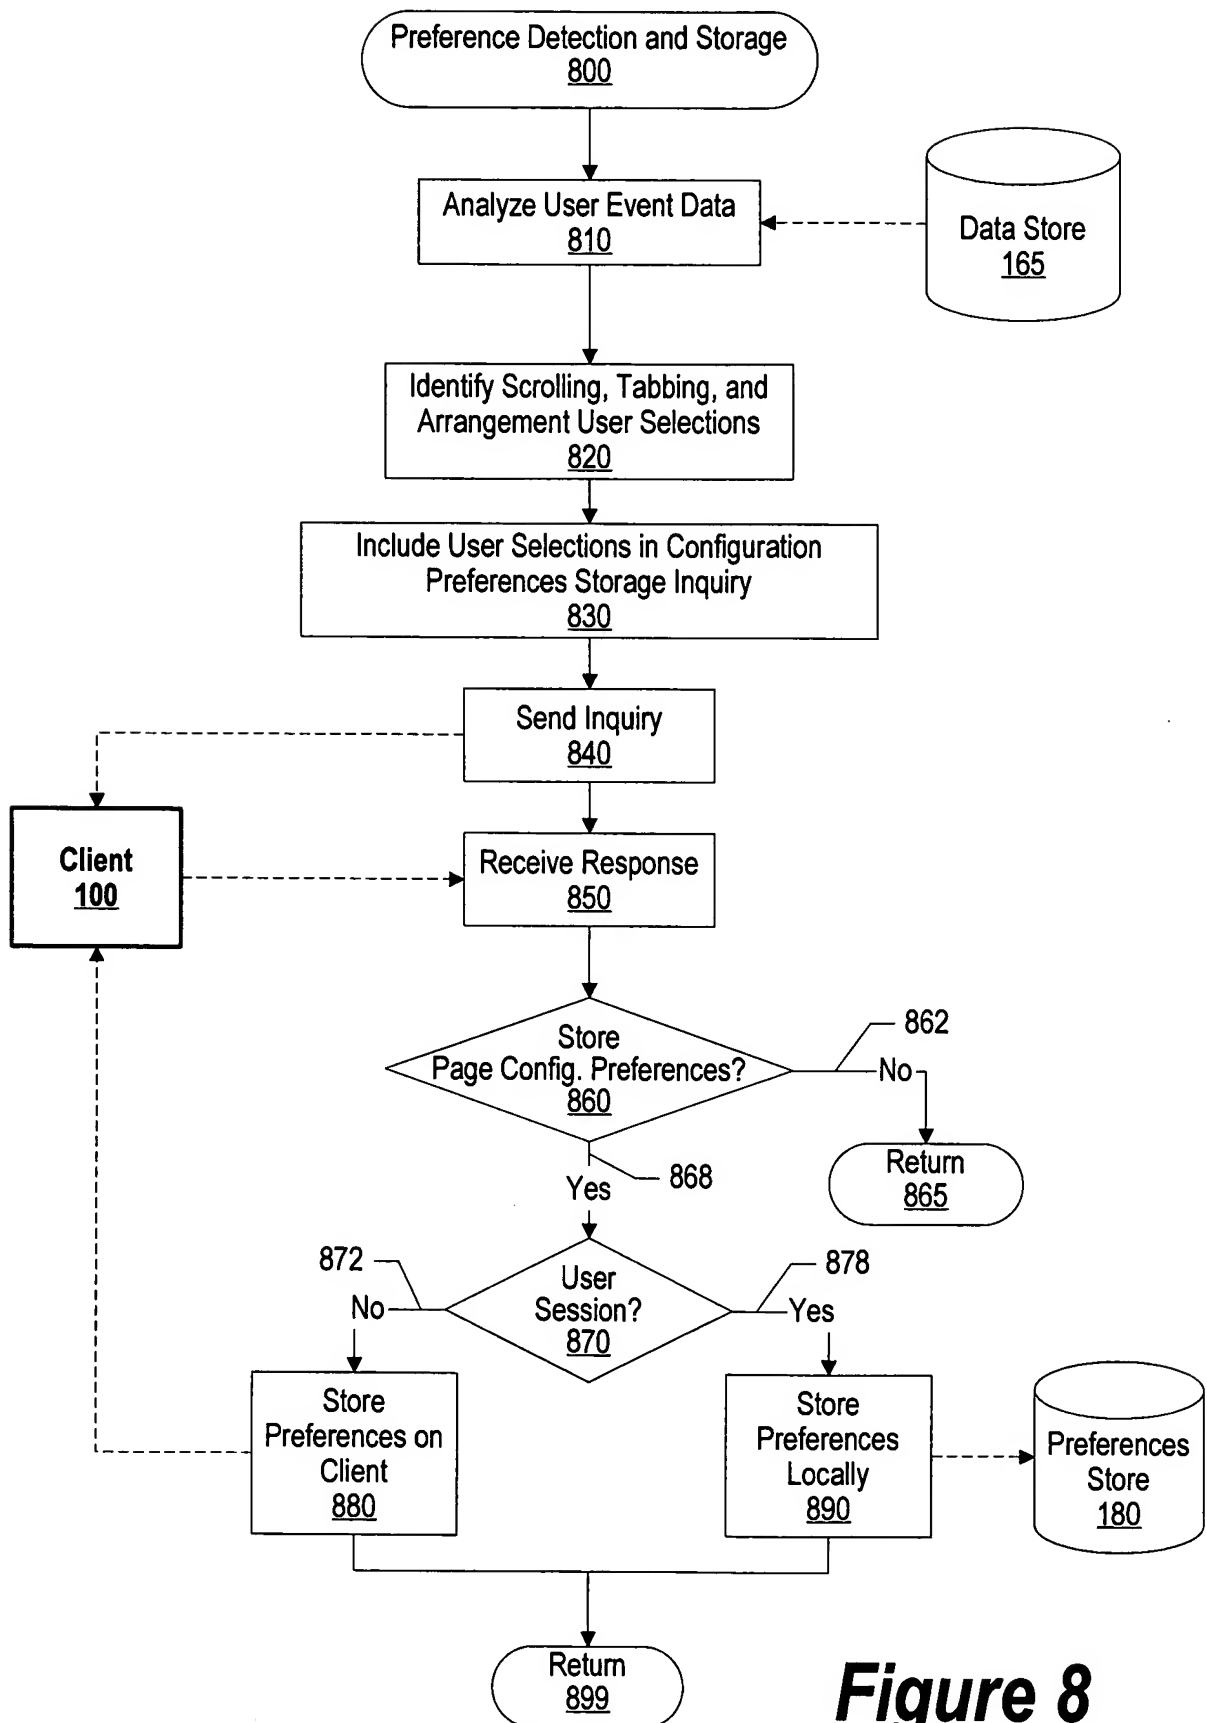 Preference Detection and Storage
800
Analyze User Event Data
810
Data Store
165
Identify Scrolling, Tabbing, and
Arrangement User Selections
820
Include User Selections in Configuration
Preferences Storage Inquiry
830
Send Inquiry
840
Client
100
Receive Response
850
Store
Page Config. Preferences?
860
862
No
Return
865
868
Yes
872
878
User
Session?
870
No
Yes
Store
Preferences on
Client
880
Store
Preferences
Locally
890
Preferences
Store
180
Return
899
Figure 8